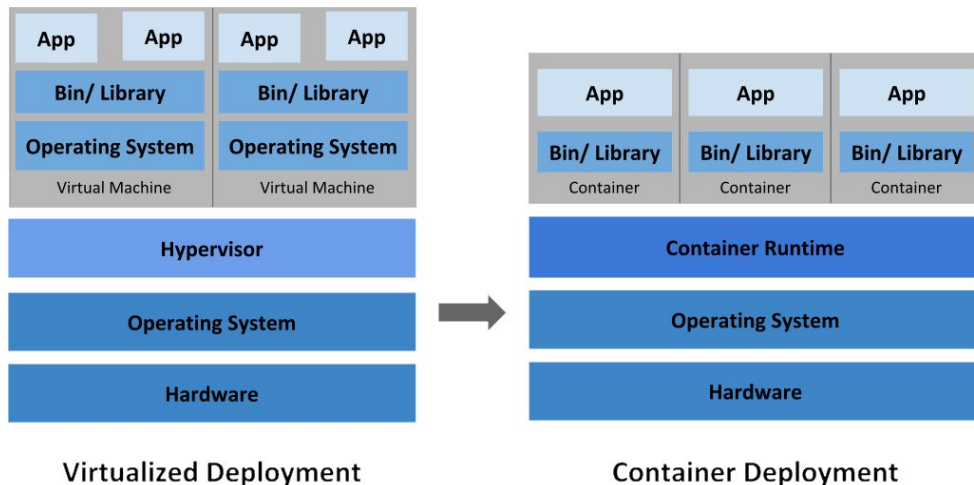 App App App App
Bin/ Library Bin/ Library
Operating System Operating System
Virtual Machine Virtual Machine
Hypervisor
Operating System
Hardware
Virtualized Deployment
App App App
Bin/ Library Bin/ Library Bin/ Library
Container Container Container
Container Runtime
Operating System
Hardware
Container Deployment